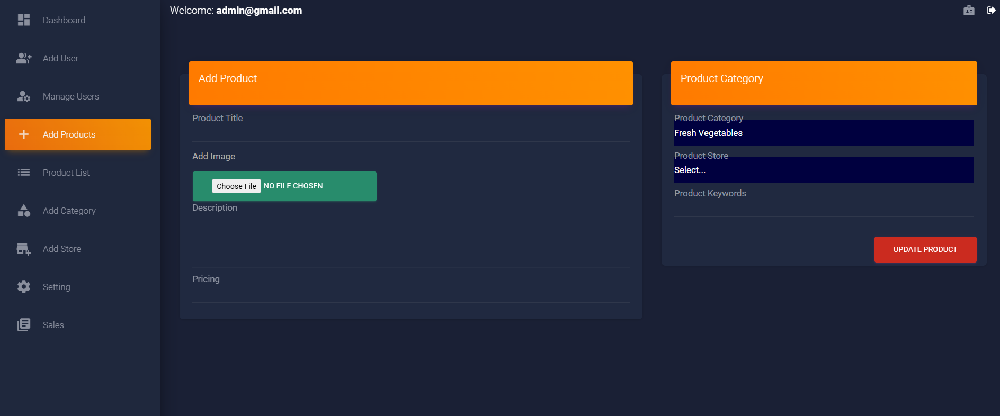 Dashboard
Add User
Manage Users
Add Products
Product List
Add Category
Add Store
Setting
Sales
Welcome: admin@gmail.com
Add Product
Product Title
Add Image
Choose File NO FILE CHOSEN
Description
Pricing
Product Category
Product Category
Fresh Vegetables
Product Store
Select...
Product Keywords
UPDATE PRODUCT